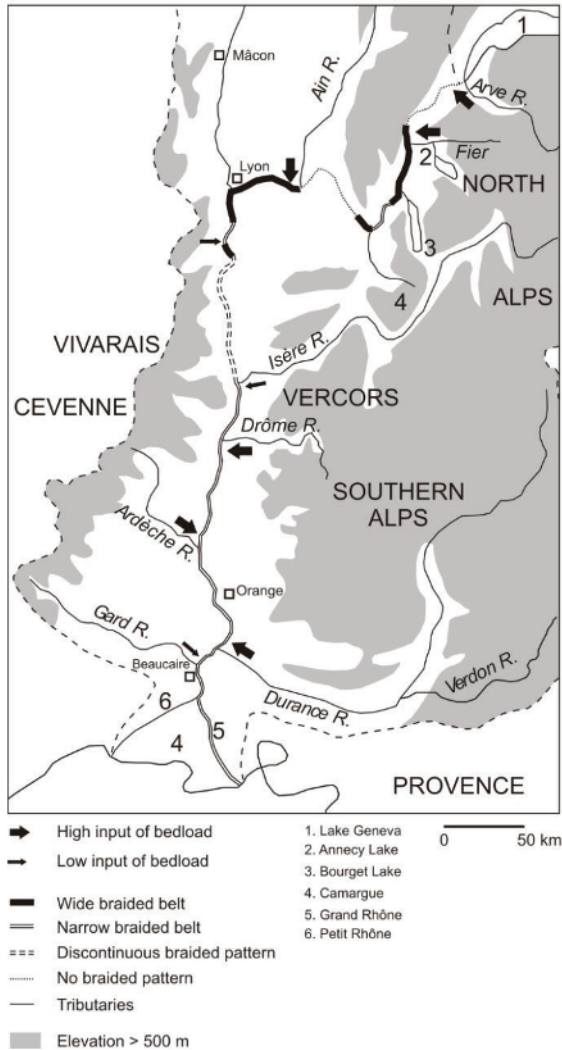 1
Mâcon
Ain R.
Arve R.
Fier
2
Lyon
NORTH
3
4
ALPS
VIVARAIS
Isère R.
CEVENNE
VERCORS
Drôme R.
SOUTHERN
ALPS
Ardèche R.
Orange
Gard R.
Beaucaire
Verdon R.
6
Durance R.
5
4
PROVENCE
High input of bedload
Low input of bedload
Wide braided belt
Narrow braided belt
Discontinuous braided pattern
No braided pattern
Tributaries
Elevation > 500 m
1. Lake Geneva
2. Annecy Lake
3. Bourget Lake
4. Camargue
5. Grand Rhône
6. Petit Rhône
0 50 km